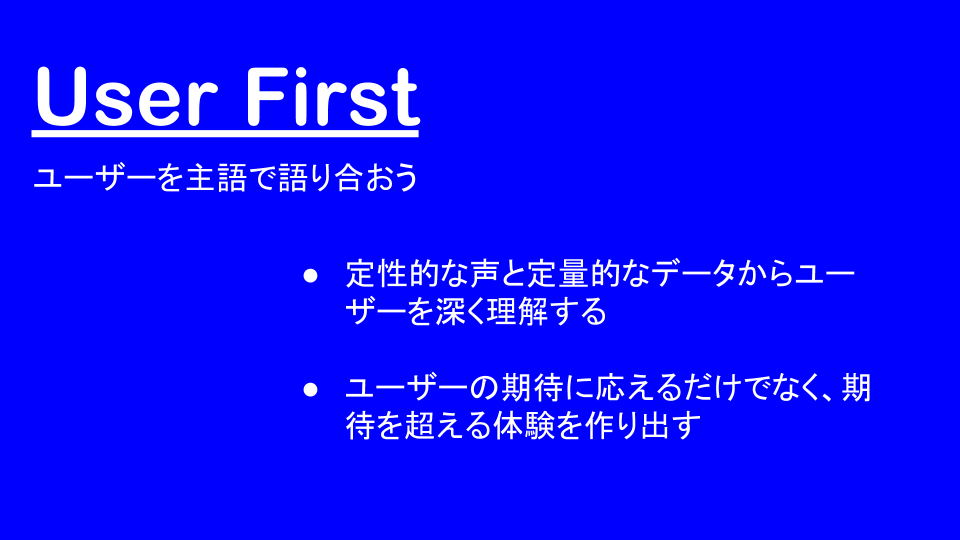 User First
ユーザーを主語で語り合おう
● 定性的な声と定量的なデータからユー
ザーを深く理解する
● ユーザーの期待に応えるだけでなく、期
待を超える体験を作り出す